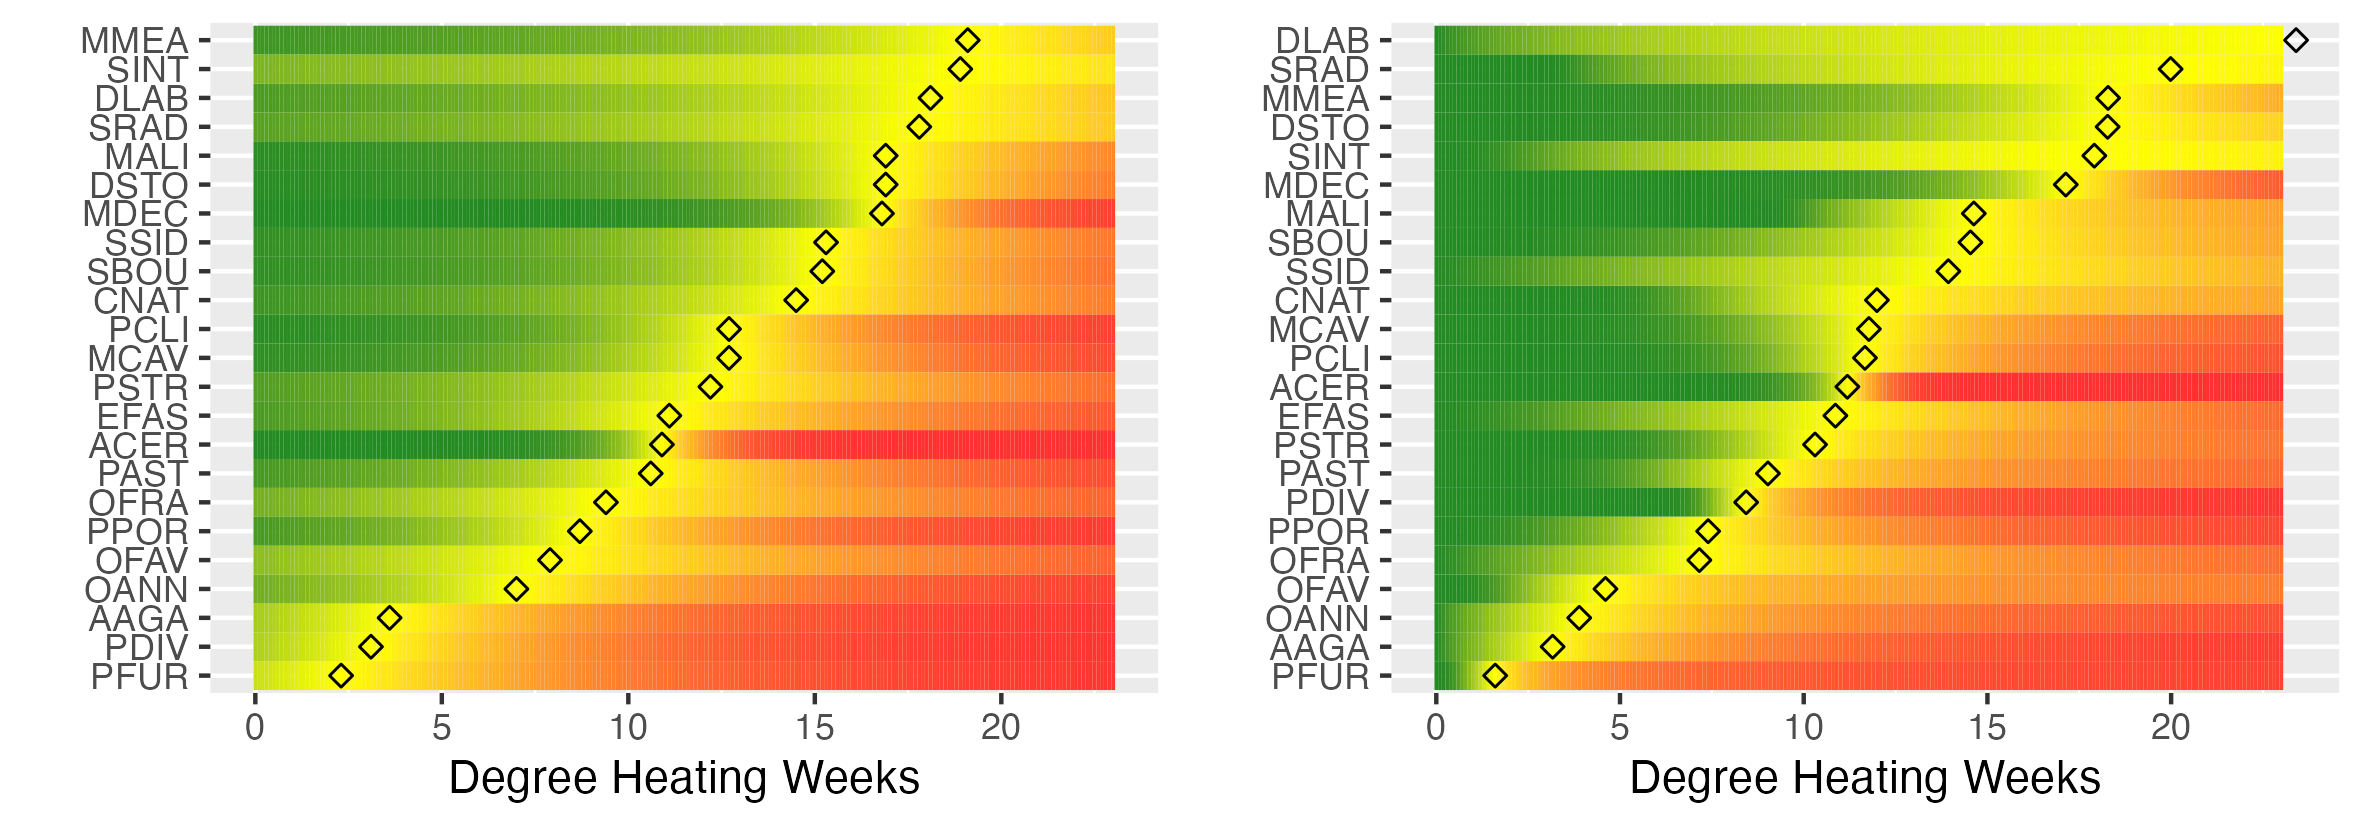 MMEA
SINT
DLAB
SRAD
MALI
DSTO
MDEC
SSID
SBOU
CNAT
PCLI
MCAV
PSTR
EFAS
ACER
PAST
OFRA
PPOR
OFAV
OANN
AAGA
PDIV
PFUR
0 5 10 15 20
Degree Heating Weeks
DLAB
SRAD
MMEA
DSTO
SINT
MDEC
MALI
SBOU
SSID
CNAT
MCAV
PCLI
ACER
EFAS
PSTR
PAST
PDIV
PPOR
OFRA
OFAV
OANN
AAGA
PFUR
0 5 10 15 20
Degree Heating Weeks